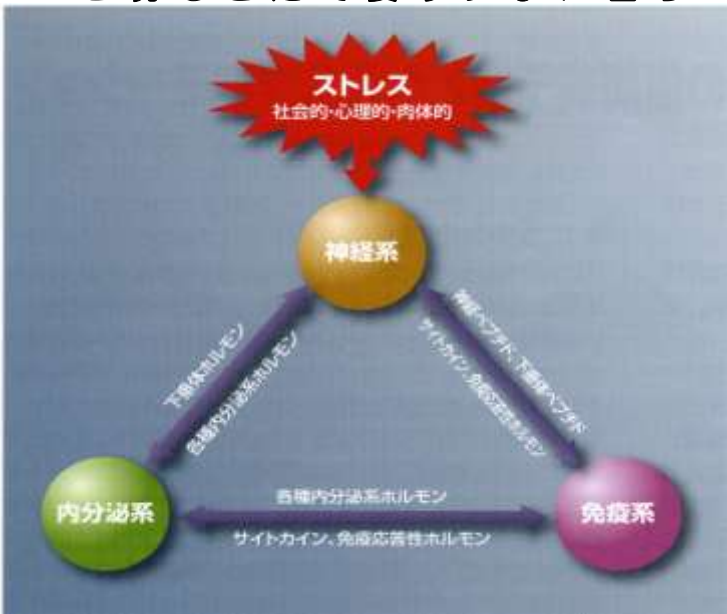 ストレス
社会的・心理的・肉体的
神経系
下垂体ホルモン
各種内分泌系ホルモン
神経ペプチド、下垂体ペプチド
サイトカイン、免疫応答性ホルモン
内分泌系
各種内分泌系ホルモン
サイトカイン、免疫応答性ホルモン
免疫系